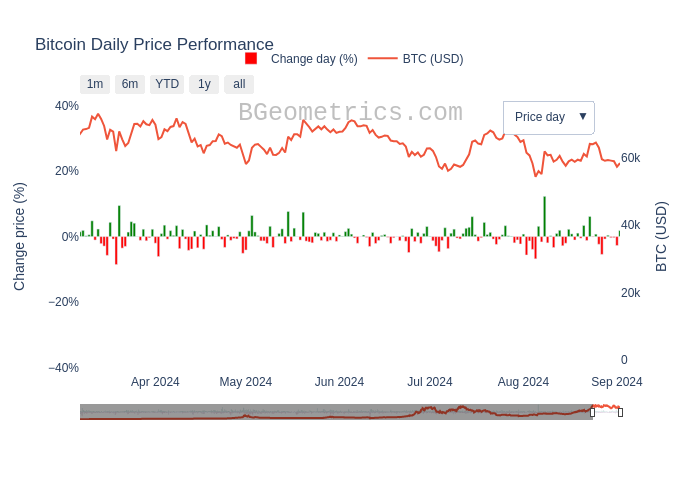 Bitcoin Daily Price Performance
Change day (%) BTC (USD)
1m 6m YTD 1y all
BGeometrics.com
Price day ▼
40%
20%
0%
−20%
−40%
Change price (%)
60k
40k
20k
0
BTC (USD)
Apr 2024 May 2024 Jun 2024 Jul 2024 Aug 2024 Sep 2024